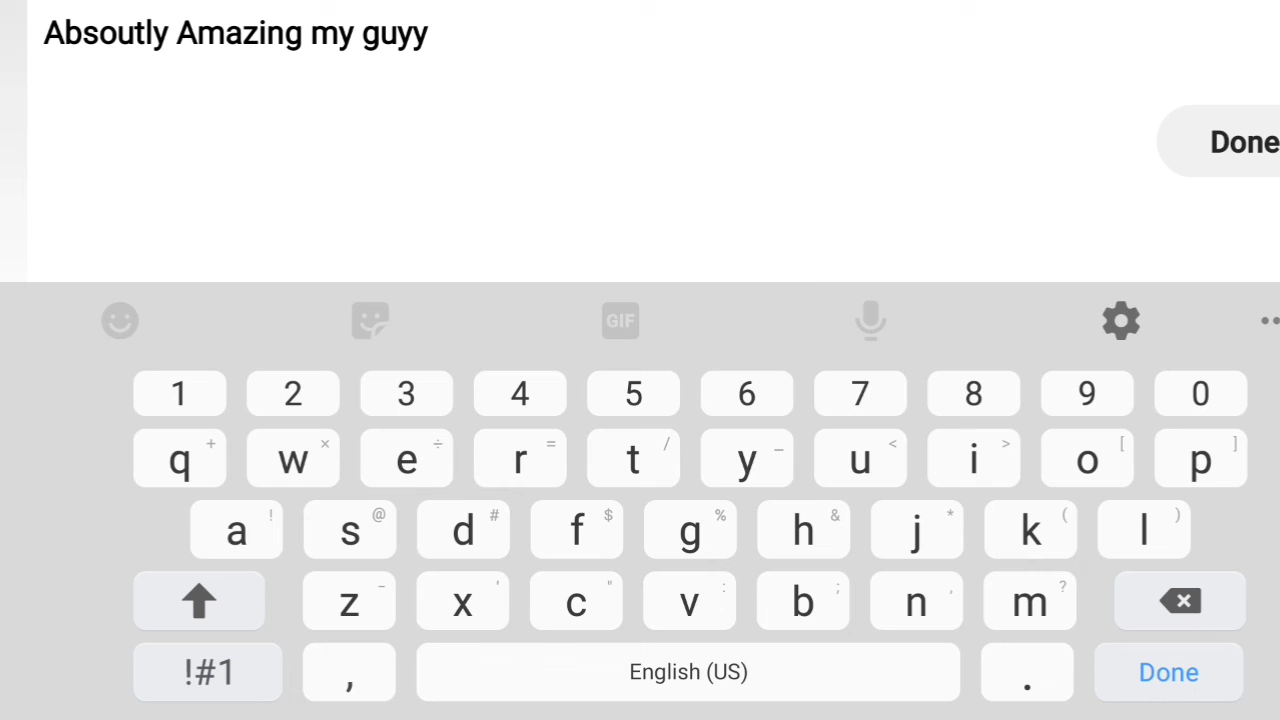 Absoutly Amazing my guyy
Done
GIF
1 2 3 4 5 6 7 8 9 0
q + w × e ÷ r = t / y _ u < i > o [ p ]
a ! s @ d # f $ g % h & j * k ( l )
z - x ' c " v : b ; n , m ?
!#1 , English (US) . Done